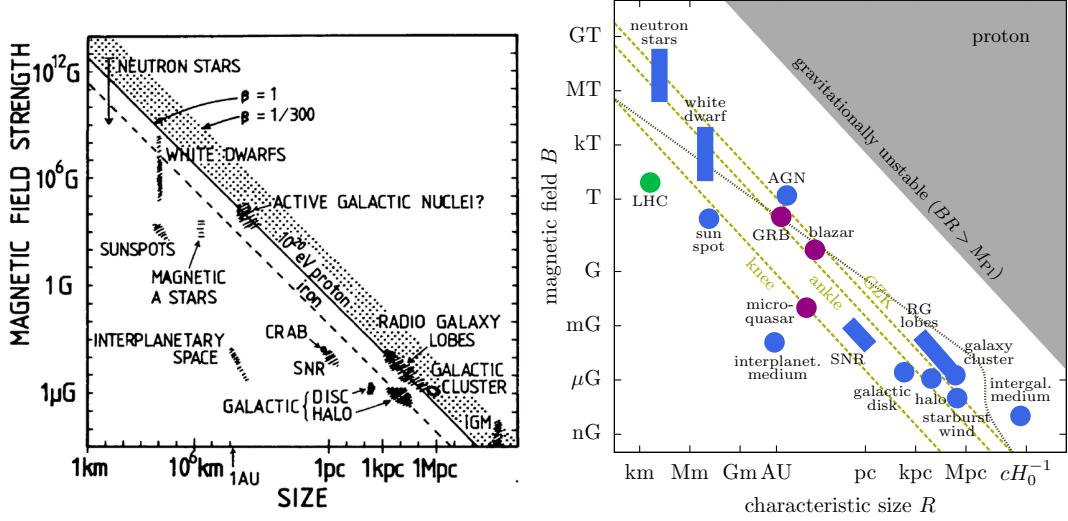 MAGNETIC FIELD STRENGTH
10¹²G
10⁶G
1G
1µG
NEUTRON STARS
β = 1
β = 1/300
WHITE DWARFS
ACTIVE GALACTIC NUCLEI?
SUNSPOTS
MAGNETIC
A STARS
10²⁰ eV proton
iron
INTERPLANETARY
SPACE
CRAB
SNR
RADIO GALAXY
LOBES
GALACTIC
CLUSTER
GALACTIC { DISC
HALO
IGM
1km
10⁶km
1AU
1pc
1kpc
1Mpc
SIZE
magnetic field B
GT
MT
kT
T
G
mG
µG
nG
neutron
stars
proton
gravitationally unstable (BR > M_Pl)
white
dwarf
LHC
sun
spot
AGN
GRB
blazar
knee
ankle
GZK
micro-
quasar
interplanet.
medium
SNR
RG
lobes
galaxy
cluster
galactic
disk
halo
starburst
wind
intergal.
medium
km
Mm
Gm
AU
pc
kpc
Mpc
cH₀⁻¹
characteristic size R